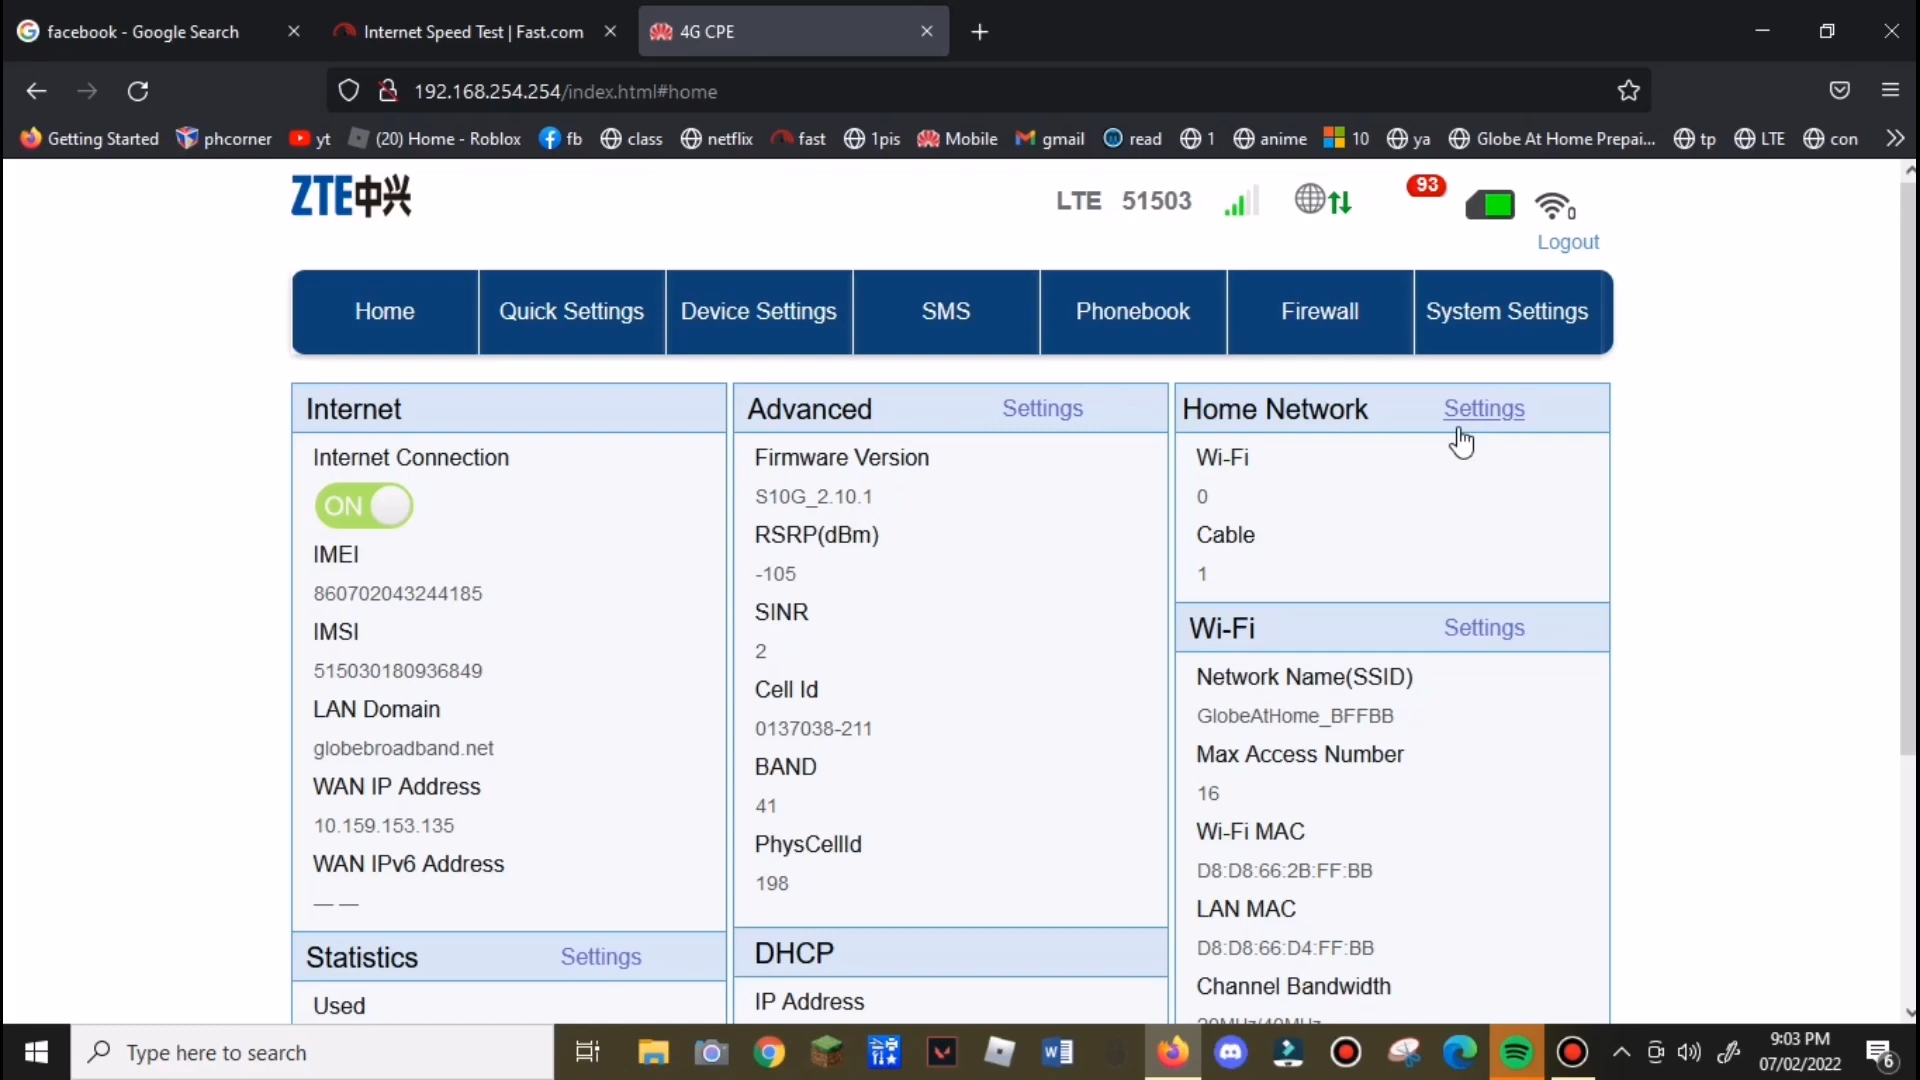 facebook - Google Search
Internet Speed Test | Fast.com
4G CPE
192.168.254.254/index.html#home
Getting Started phcorner yt (20) Home - Roblox fb class netflix fast 1pis Mobile gmail read 1 anime 10 ya Globe At Home Prepai... tp LTE con
ZTE中兴
LTE 51503 93 0
Logout
Home Quick Settings Device Settings SMS Phonebook Firewall System Settings
Internet
Internet Connection
ON
IMEI
860702043244185
IMSI
515030180936849
LAN Domain
globebroadband.net
WAN IP Address
10.159.153.135
WAN IPv6 Address
— —
Statistics Settings
Used
Advanced Settings
Firmware Version
S10G_2.10.1
RSRP(dBm)
-105
SINR
2
Cell Id
0137038-211
BAND
41
PhysCellId
198
DHCP
IP Address
Home Network Settings
Wi-Fi
0
Cable
1
Wi-Fi Settings
Network Name(SSID)
GlobeAtHome_BFFBB
Max Access Number
16
Wi-Fi MAC
D8:D8:66:2B:FF:BB
LAN MAC
D8:D8:66:D4:FF:BB
Channel Bandwidth
20MHz/40MHz
Type here to search
9:03 PM
07/02/2022
6